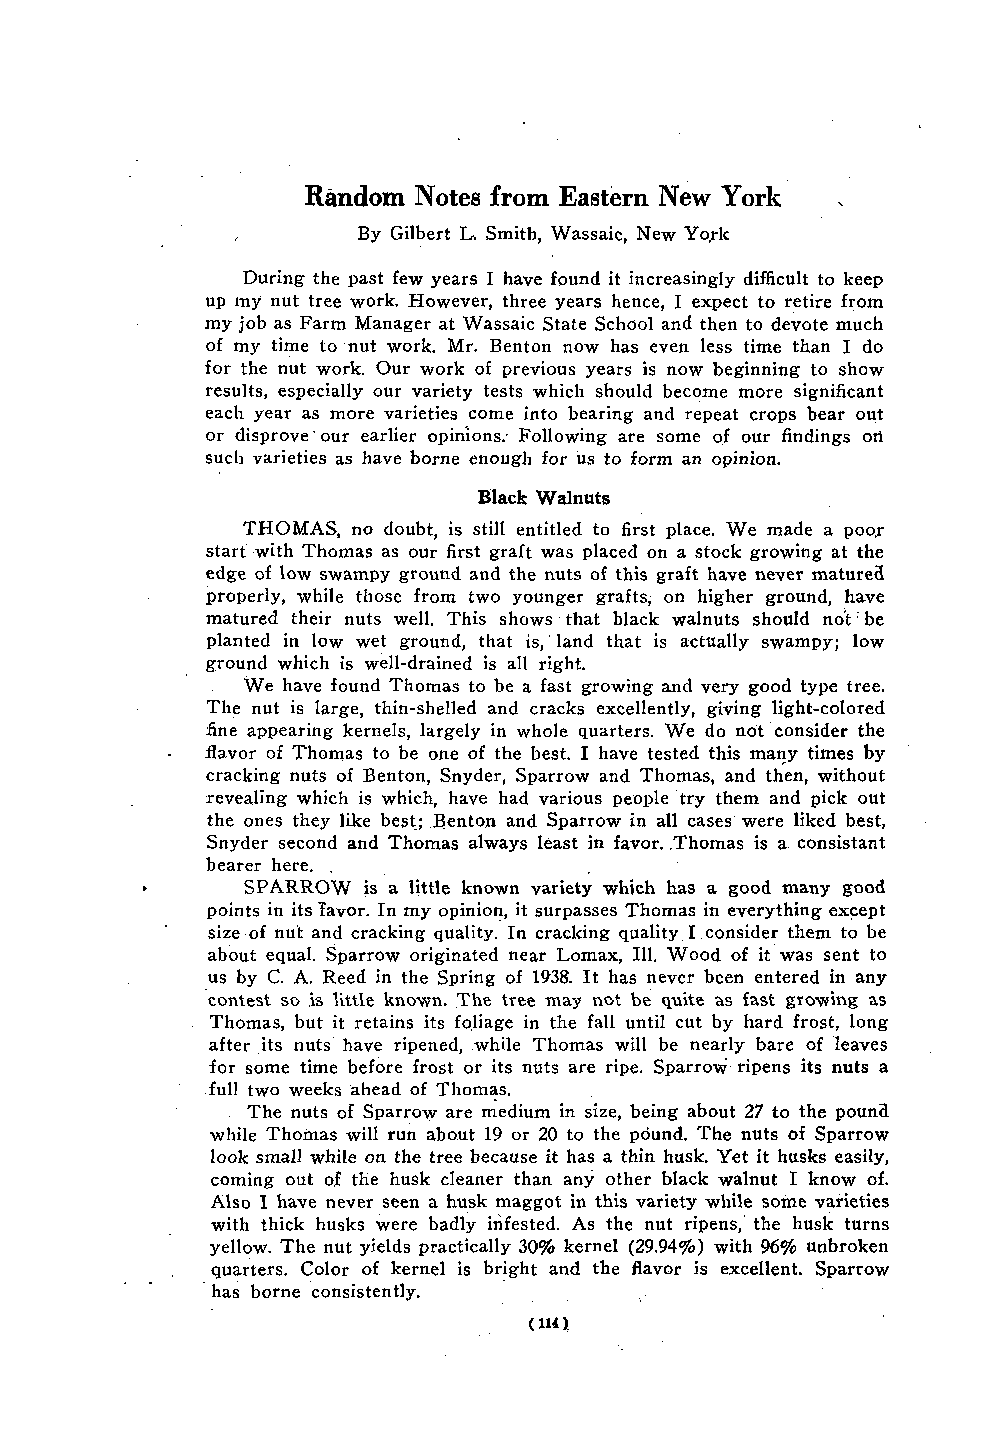 Random Notes from Eastern New York
By Gilbert L. Smith, Wassaic, New York
During the past few years I have found it increasingly difficult to keep
up my nut tree work. However, three years hence, I expect to retire from
my job as Farm Manager at Wassaic State School and then to devote much
of my time to nut work. Mr. Benton now has even less time than I do
for the nut work. Our work of previous years is now beginning to show
results, especially our variety tests which should become more significant
each year as more varieties come into bearing and repeat crops bear out
or disprove our earlier opinions. Following are some of our findings on
such varieties as have borne enough for us to form an opinion.
Black Walnuts
THOMAS, no doubt, is still entitled to first place. We made a poor
start with Thomas as our first graft was placed on a stock growing at the
edge of low swampy ground and the nuts of this graft have never matured
properly, while those from two younger grafts, on higher ground, have
matured their nuts well. This shows that black walnuts should not be
planted in low wet ground, that is, land that is actually swampy; low
ground which is well-drained is all right.
We have found Thomas to be a fast growing and very good type tree.
The nut is large, thin-shelled and cracks excellently, giving light-colored
fine appearing kernels, largely in whole quarters. We do not consider the
flavor of Thomas to be one of the best. I have tested this many times by
cracking nuts of Benton, Snyder, Sparrow and Thomas, and then, without
revealing which is which, have had various people try them and pick out
the ones they like best; Benton and Sparrow in all cases were liked best,
Snyder second and Thomas always least in favor. Thomas is a consistant
bearer here.
SPARROW is a little known variety which has a good many good
points in its favor. In my opinion, it surpasses Thomas in everything except
size of nut and cracking quality. In cracking quality I consider them to be
about equal. Sparrow originated near Lomax, Ill. Wood of it was sent to
us by C. A. Reed in the Spring of 1938. It has never been entered in any
contest so is little known. The tree may not be quite as fast growing as
Thomas, but it retains its foliage in the fall until cut by hard frost, long
after its nuts have ripened, while Thomas will be nearly bare of leaves
for some time before frost or its nuts are ripe. Sparrow ripens its nuts a
full two weeks ahead of Thomas.
The nuts of Sparrow are medium in size, being about 27 to the pound
while Thomas will run about 19 or 20 to the pound. The nuts of Sparrow
look small while on the tree because it has a thin husk. Yet it husks easily,
coming out of the husk cleaner than any other black walnut I know of.
Also I have never seen a husk maggot in this variety while some varieties
with thick husks were badly infested. As the nut ripens, the husk turns
yellow. The nut yields practically 30% kernel (29.94%) with 96% unbroken
quarters. Color of kernel is bright and the flavor is excellent. Sparrow
has borne consistently.
(114)